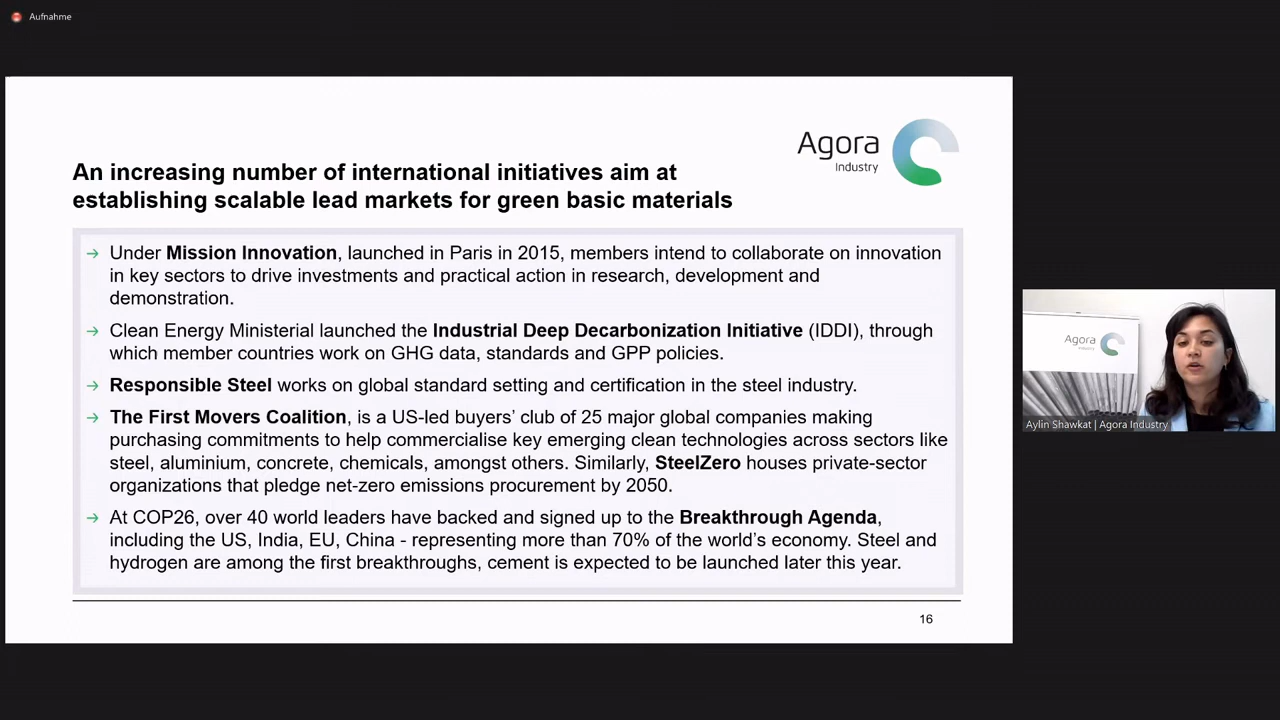 Aufnahme
Agora
Industry
An increasing number of international initiatives aim at
establishing scalable lead markets for green basic materials
→ Under Mission Innovation, launched in Paris in 2015, members intend to collaborate on innovation
in key sectors to drive investments and practical action in research, development and
demonstration.
→ Clean Energy Ministerial launched the Industrial Deep Decarbonization Initiative (IDDI), through
which member countries work on GHG data, standards and GPP policies.
→ Responsible Steel works on global standard setting and certification in the steel industry.
→ The First Movers Coalition, is a US-led buyers’ club of 25 major global companies making
purchasing commitments to help commercialise key emerging clean technologies across sectors like
steel, aluminium, concrete, chemicals, amongst others. Similarly, SteelZero houses private-sector
organizations that pledge net-zero emissions procurement by 2050.
→ At COP26, over 40 world leaders have backed and signed up to the Breakthrough Agenda,
including the US, India, EU, China - representing more than 70% of the world’s economy. Steel and
hydrogen are among the first breakthroughs, cement is expected to be launched later this year.
16
Agora
Industry
Aylin Shawkat | Agora Industry